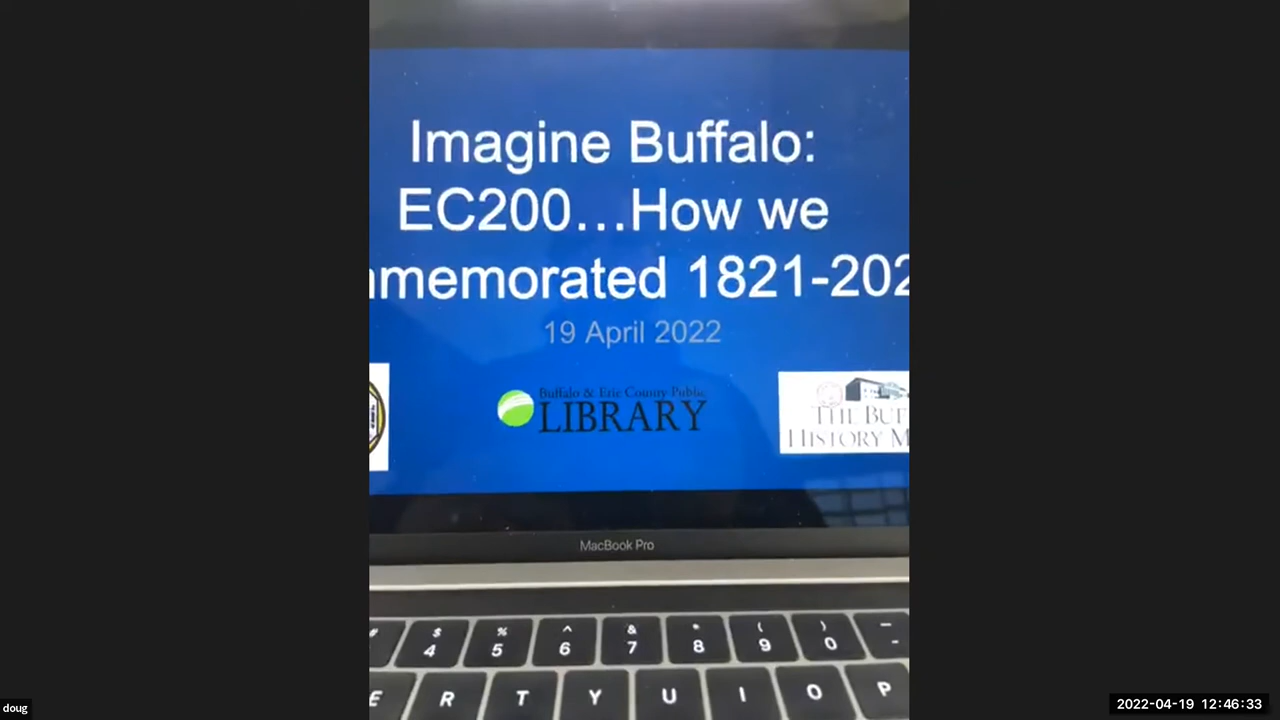 Imagine Buffalo:
EC200...How we
mmemorated 1821-202
19 April 2022
Buffalo & Erie County Public
LIBRARY
THE BUF
HISTORY M
MacBook Pro
# $ % ^ & * ( ) — -
4 5 6 7 8 9 0
E R T Y U I O P
doug
2022-04-19 12:46:33